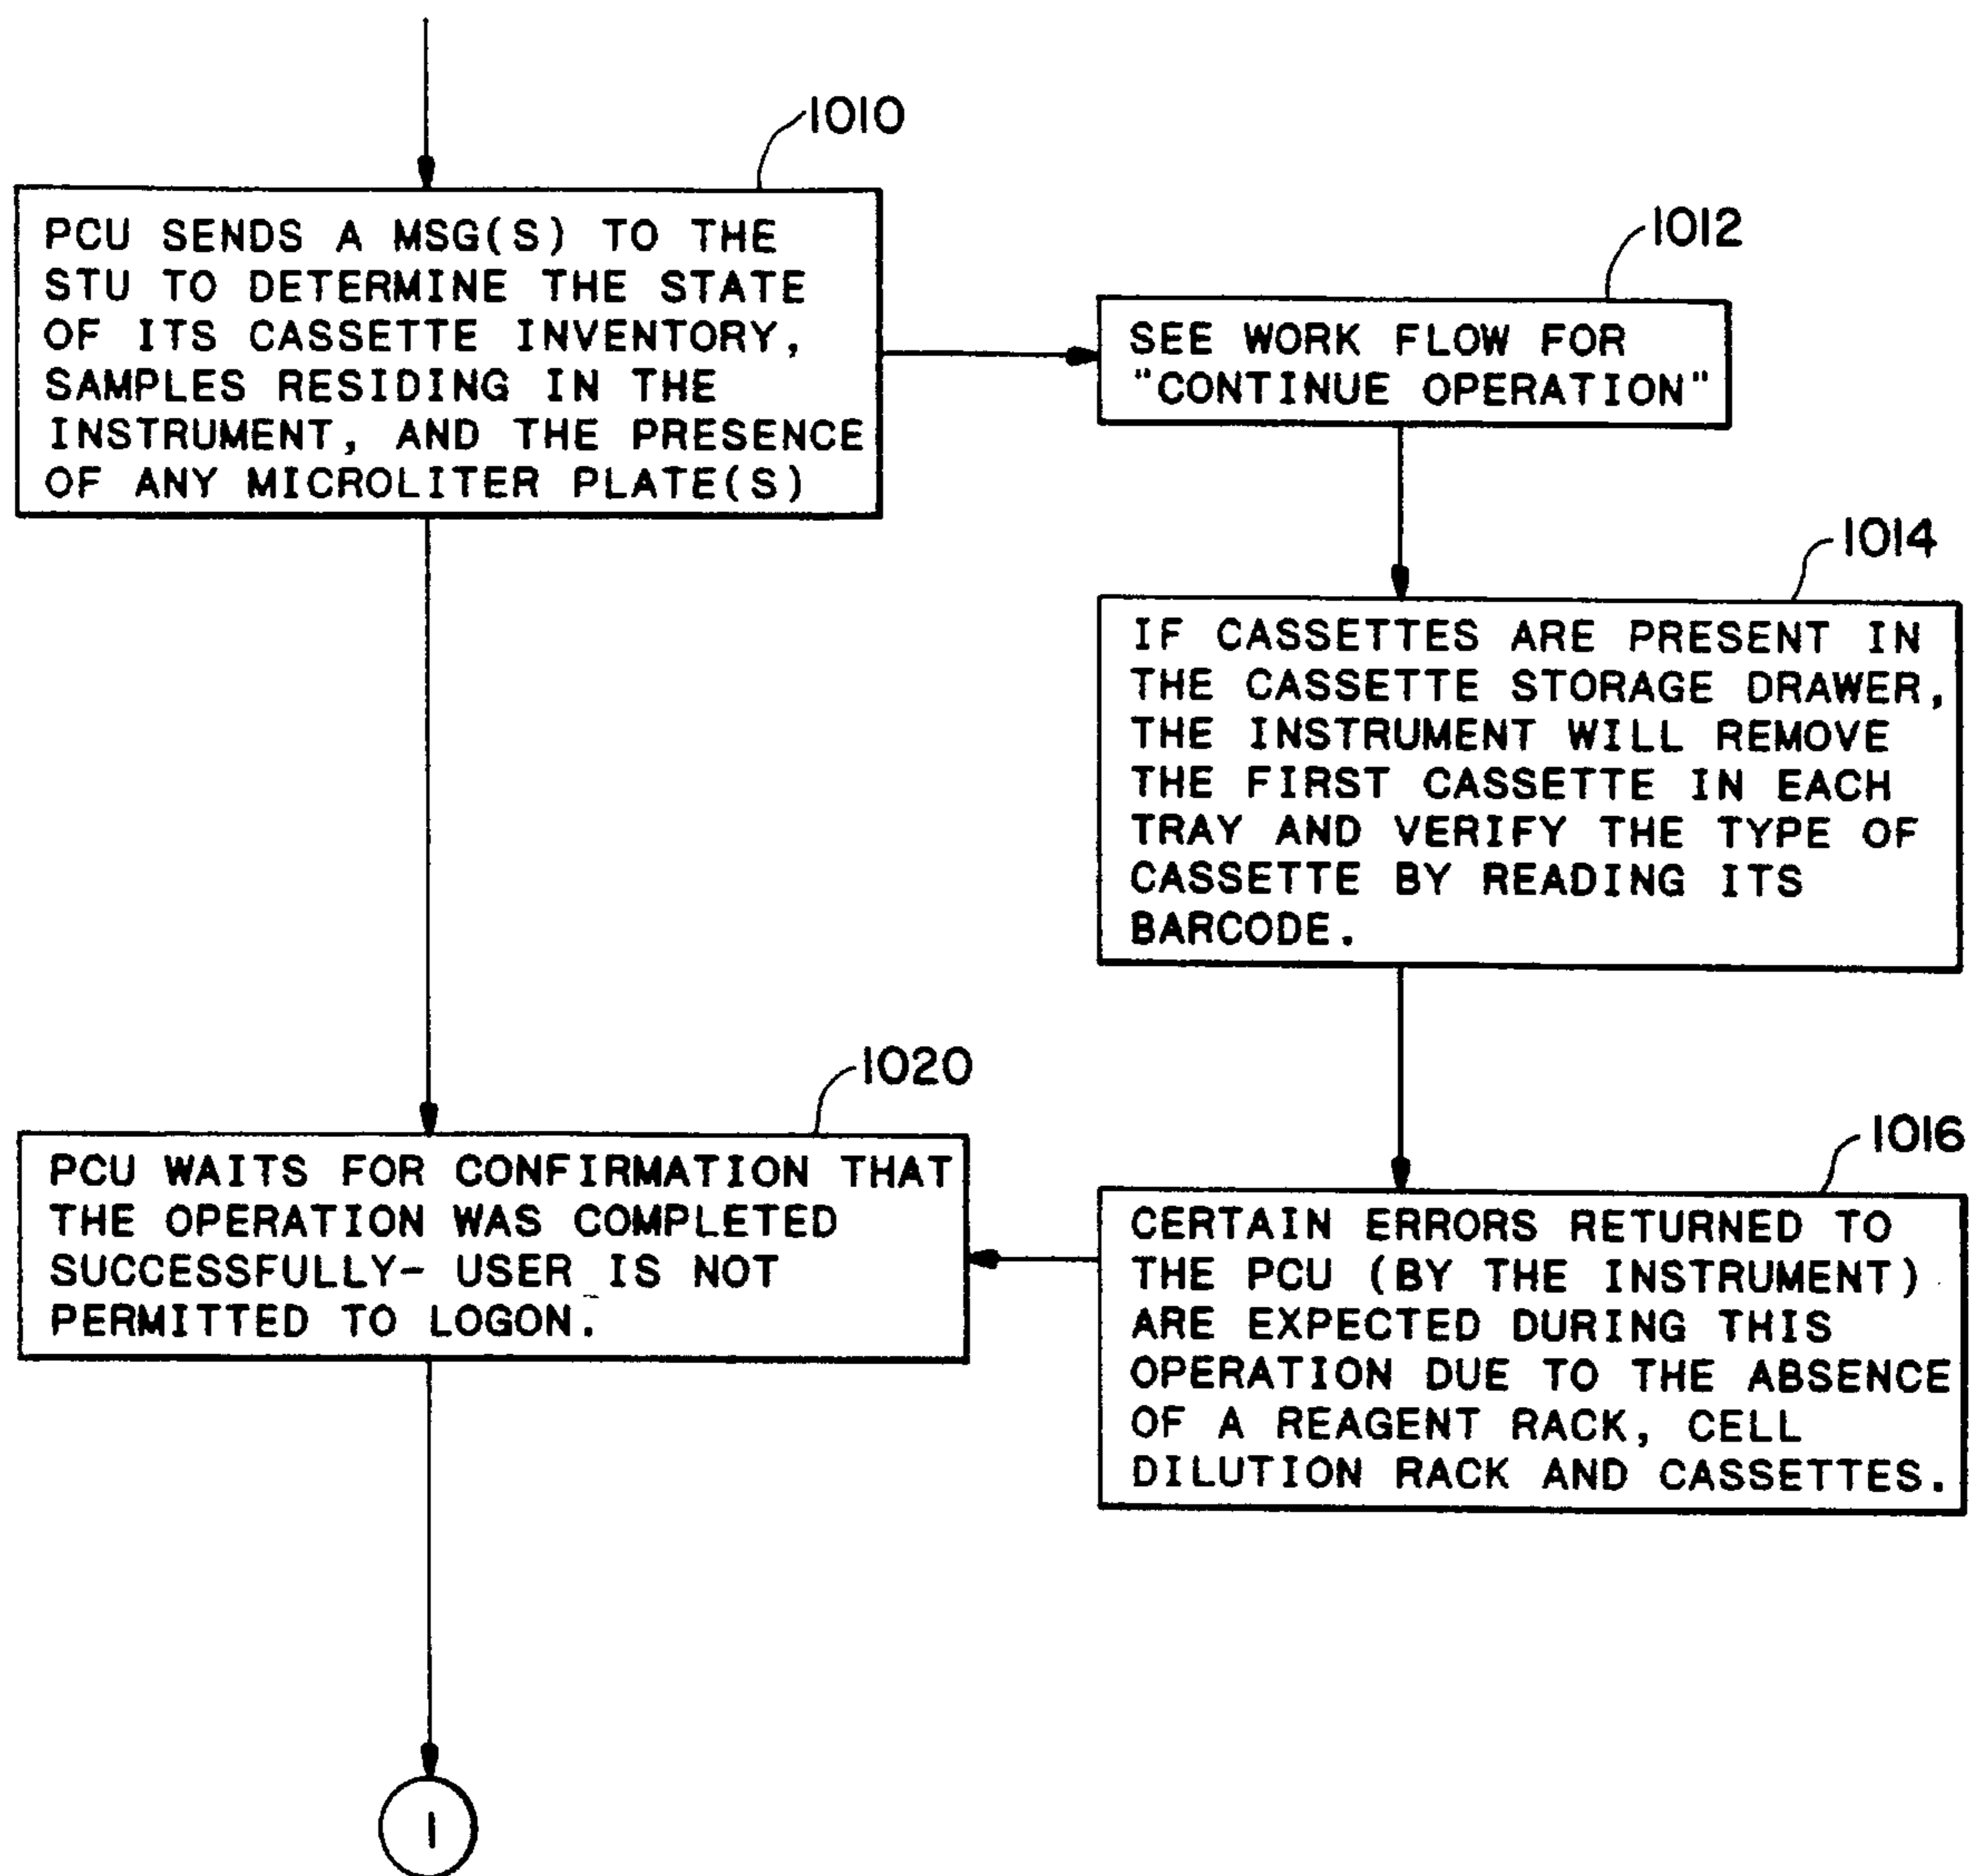 1010
PCU SENDS A MSG(S) TO THE
STU TO DETERMINE THE STATE
OF ITS CASSETTE INVENTORY,
SAMPLES RESIDING IN THE
INSTRUMENT, AND THE PRESENCE
OF ANY MICROLITER PLATE(S)
1012
SEE WORK FLOW FOR
"CONTINUE OPERATION"
1014
IF CASSETTES ARE PRESENT IN
THE CASSETTE STORAGE DRAWER,
THE INSTRUMENT WILL REMOVE
THE FIRST CASSETTE IN EACH
TRAY AND VERIFY THE TYPE OF
CASSETTE BY READING ITS
BARCODE.
1016
CERTAIN ERRORS RETURNED TO
THE PCU (BY THE INSTRUMENT)
ARE EXPECTED DURING THIS
OPERATION DUE TO THE ABSENCE
OF A REAGENT RACK, CELL
DILUTION RACK AND CASSETTES.
1020
PCU WAITS FOR CONFIRMATION THAT
THE OPERATION WAS COMPLETED
SUCCESSFULLY- USER IS NOT
PERMITTED TO LOGON.
1